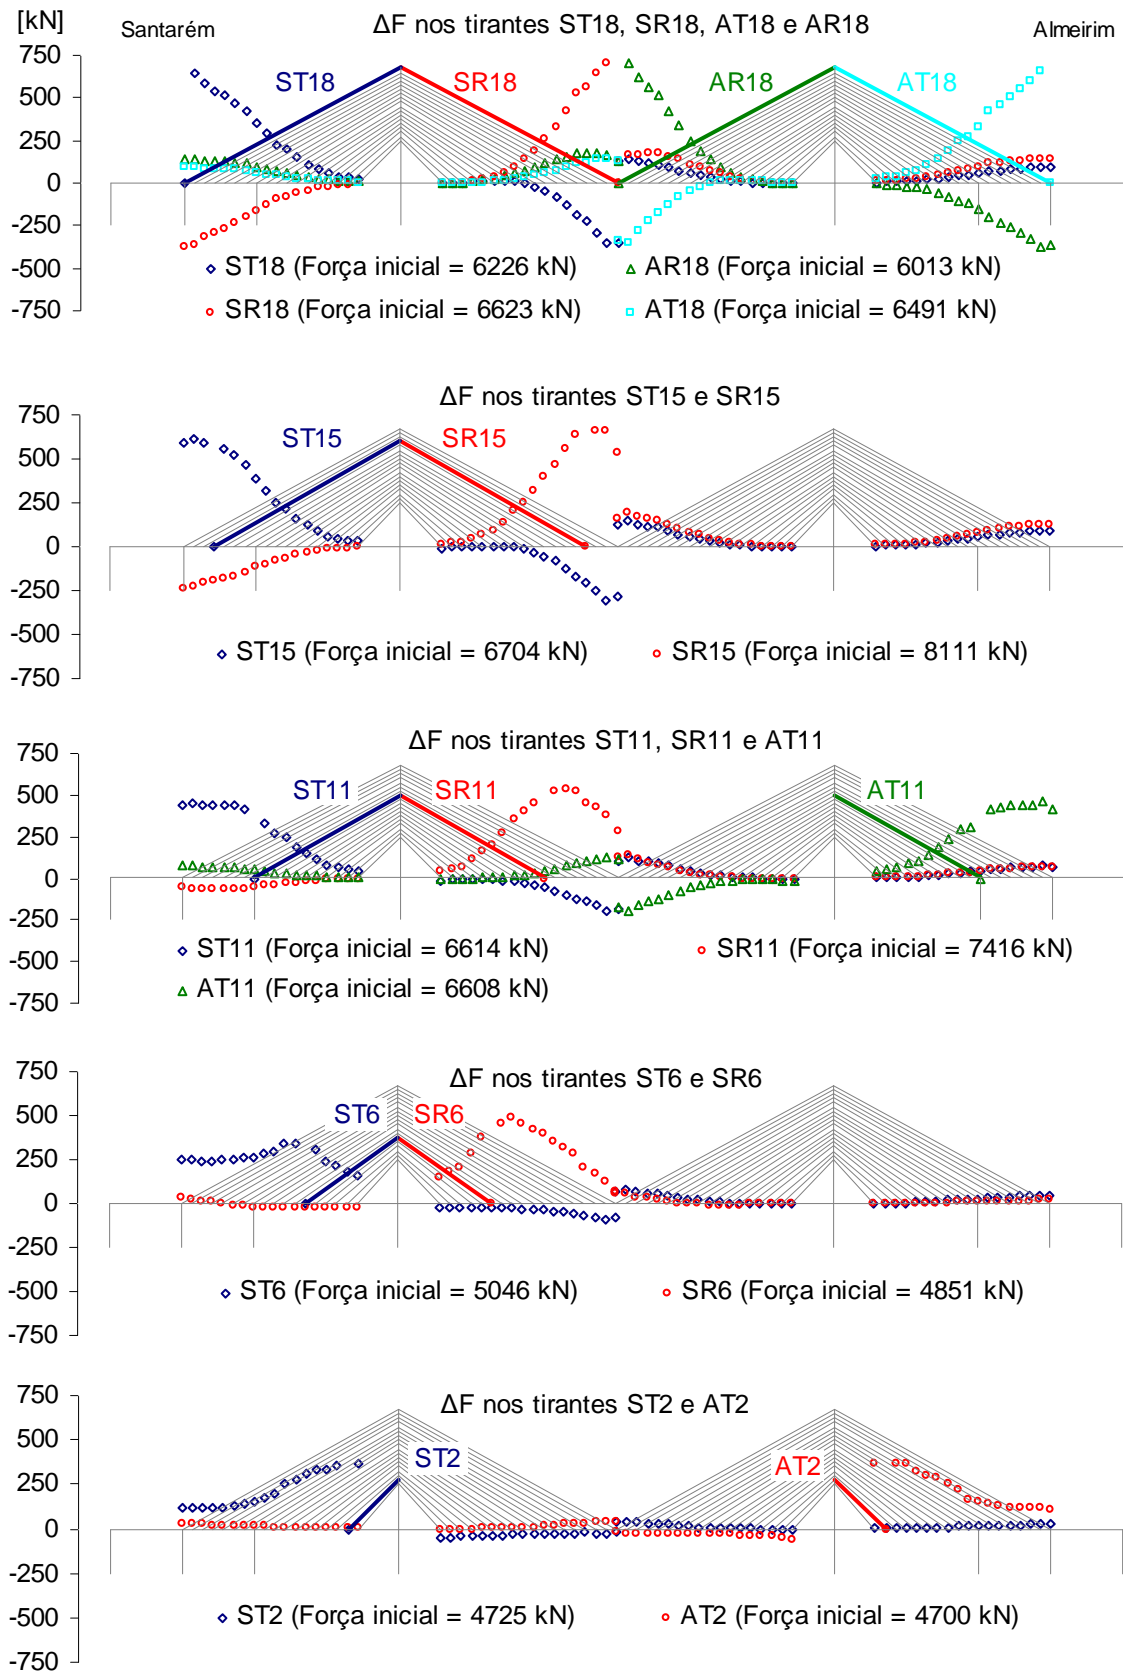 [kN]
Santarém
ΔF nos tirantes ST18, SR18, AT18 e AR18
Almeirim
750
ST18
SR18
AR18
AT18
500
250
0
-250
ST18 (Força inicial = 6226 kN)
AR18 (Força inicial = 6013 kN)
-500
SR18 (Força inicial = 6623 kN)
AT18 (Força inicial = 6491 kN)
-750
ΔF nos tirantes ST15 e SR15
750
ST15
SR15
500
250
0
-250
-500
ST15 (Força inicial = 6704 kN)
SR15 (Força inicial = 8111 kN)
-750
ΔF nos tirantes ST11, SR11 e AT11
750
ST11
SR11
AT11
500
250
0
-250
ST11 (Força inicial = 6614 kN)
SR11 (Força inicial = 7416 kN)
-500
AT11 (Força inicial = 6608 kN)
-750
750
ΔF nos tirantes ST6 e SR6
ST6
SR6
500
250
0
-250
-500
ST6 (Força inicial = 5046 kN)
SR6 (Força inicial = 4851 kN)
-750
750
ΔF nos tirantes ST2 e AT2
500
ST2
AT2
250
0
-250
-500
ST2 (Força inicial = 4725 kN)
AT2 (Força inicial = 4700 kN)
-750